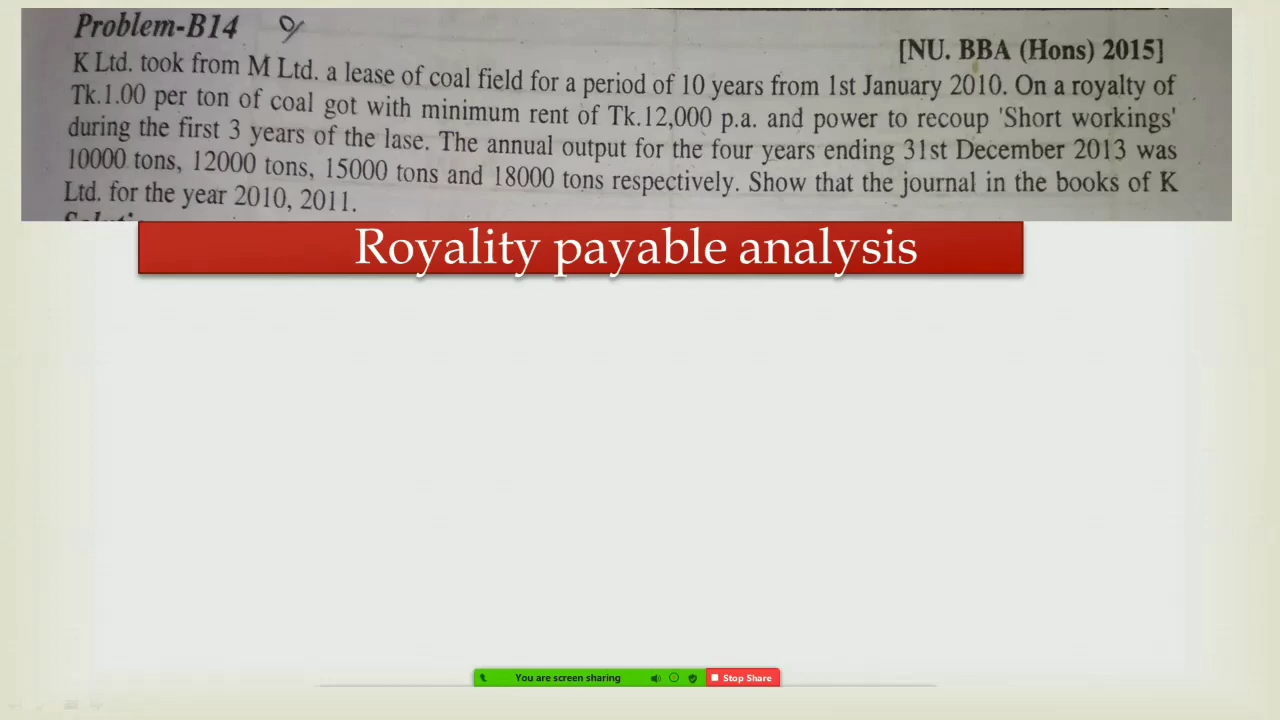 Problem-B14
[NU. BBA (Hons) 2015]
K Ltd. took from M Ltd. a lease of coal field for a period of 10 years from 1st January 2010. On a royalty of
Tk.1.00 per ton of coal got with minimum rent of Tk.12,000 p.a. and power to recoup 'Short workings'
during the first 3 years of the lase. The annual output for the four years ending 31st December 2013 was
10000 tons, 12000 tons, 15000 tons and 18000 tons respectively. Show that the journal in the books of K
Ltd. for the year 2010, 2011.
Royality payable analysis
You are screen sharing
Stop Share